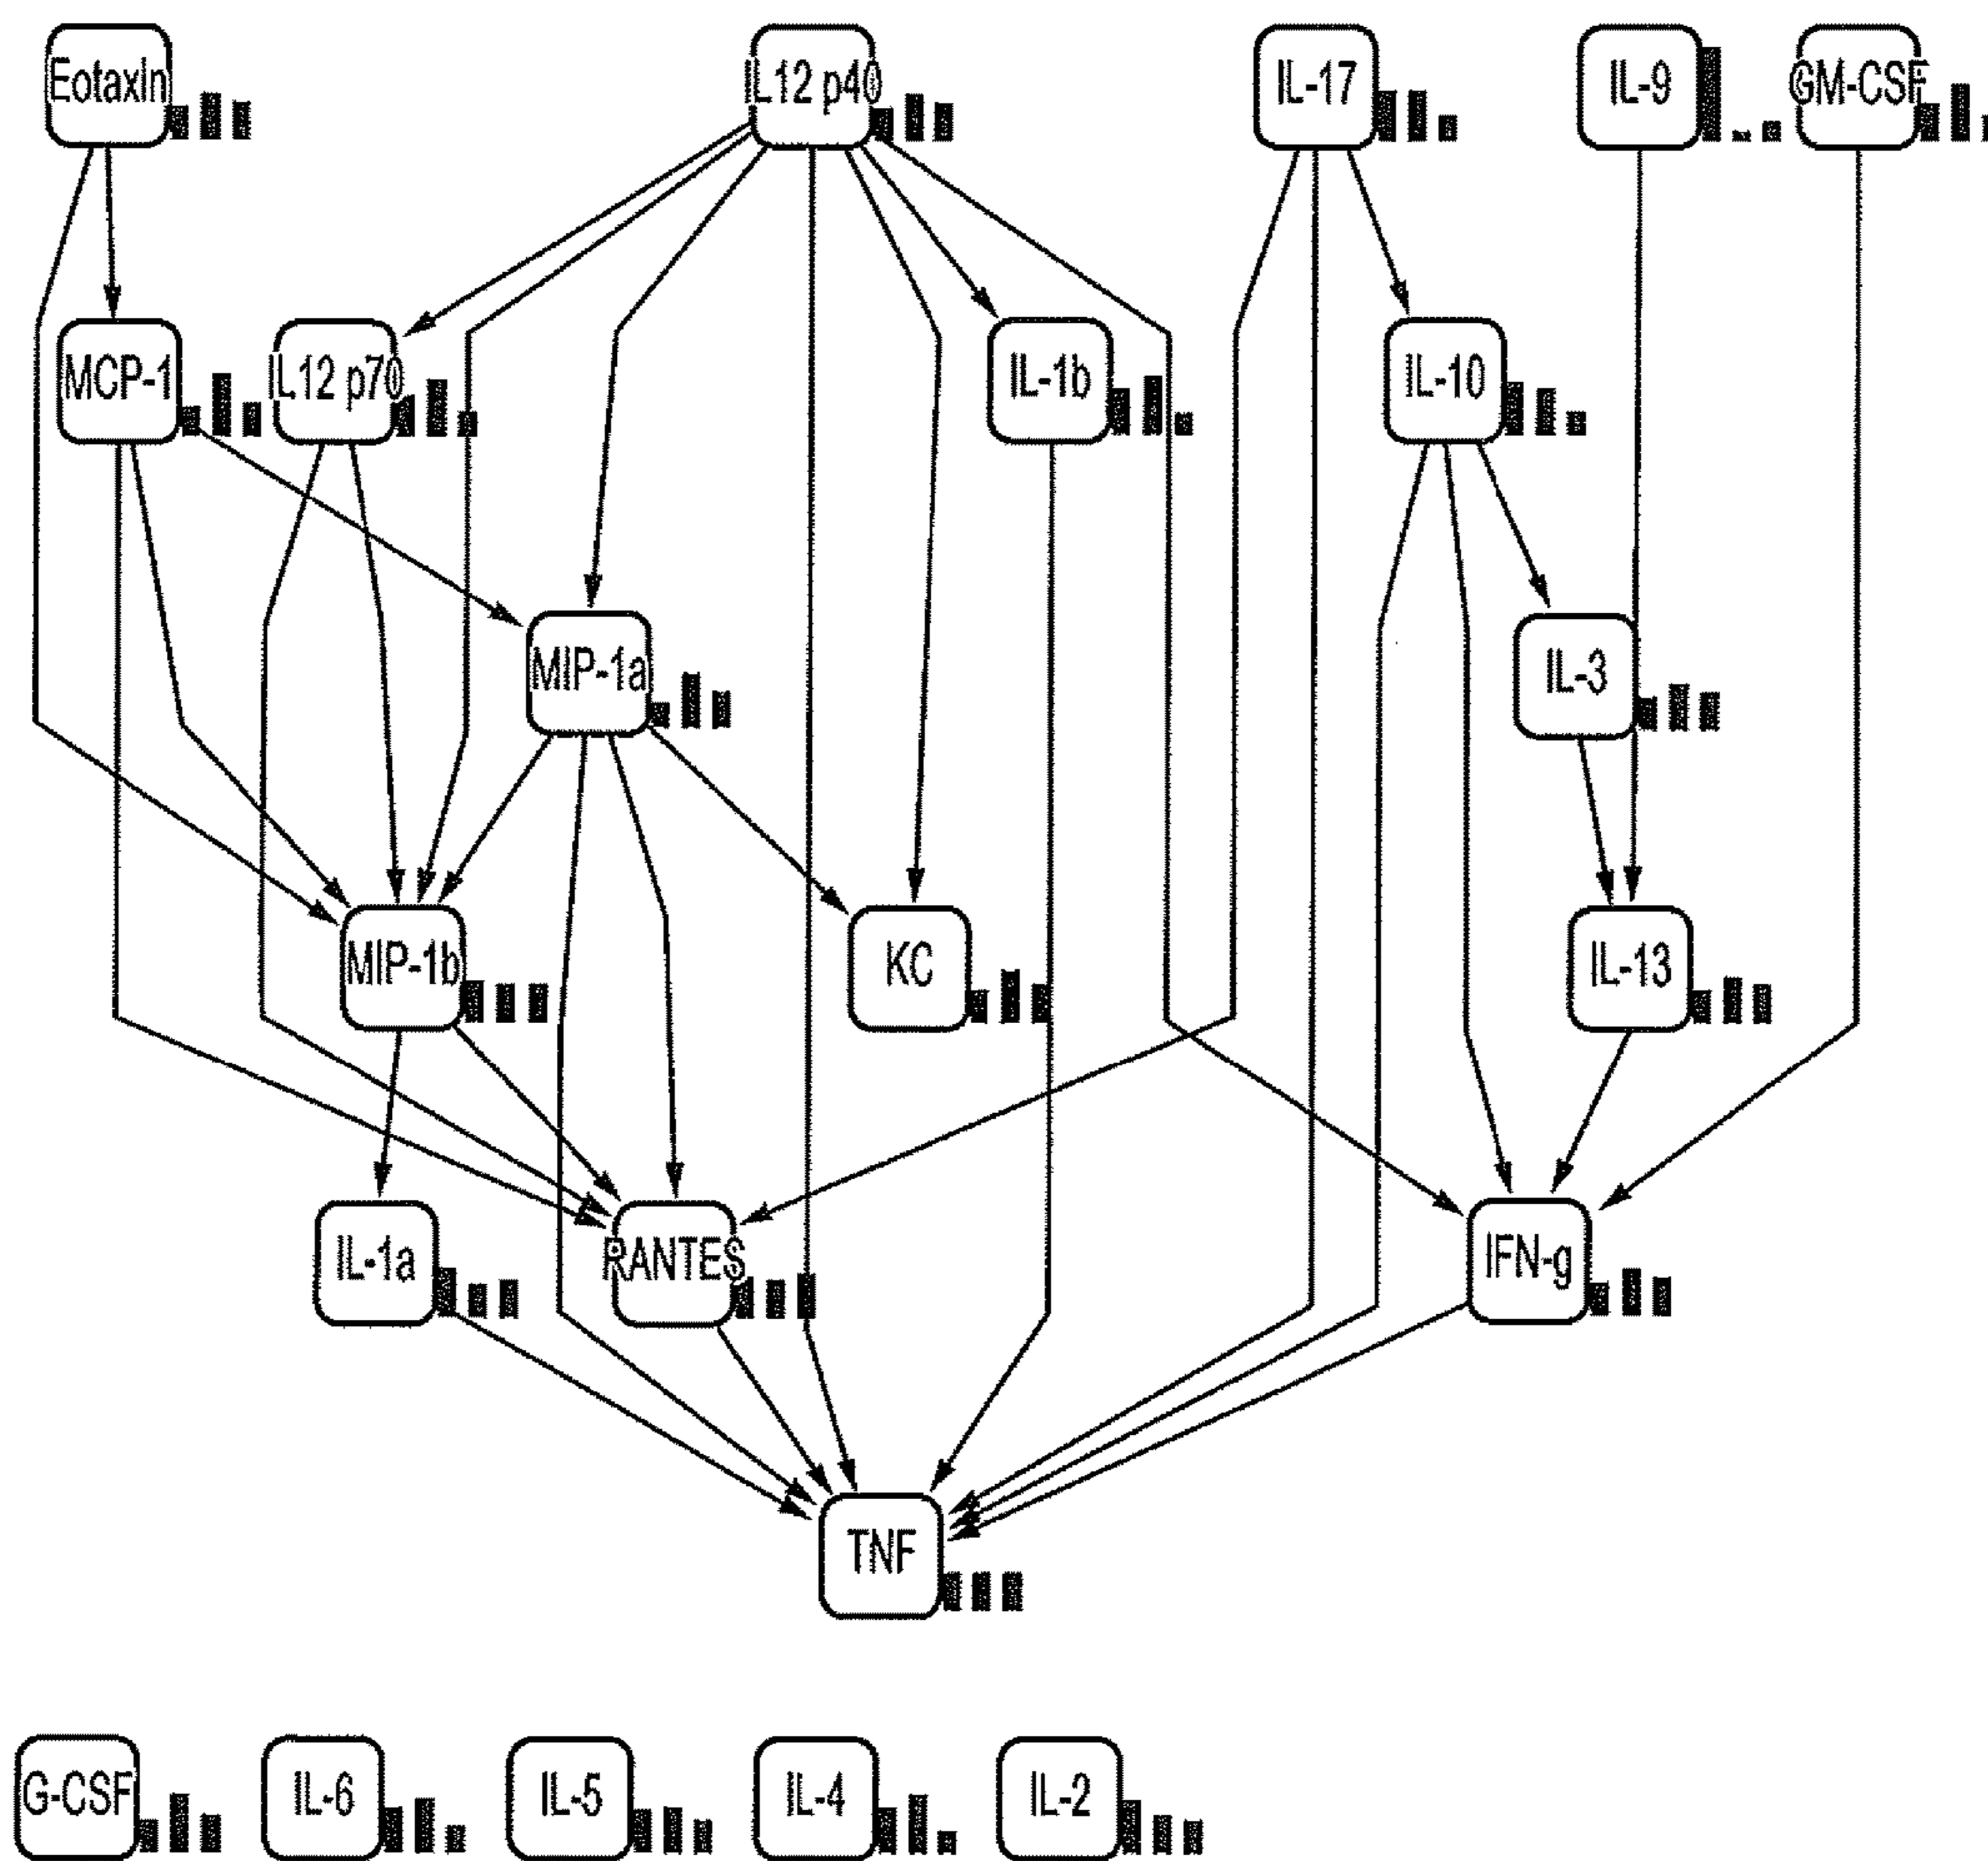 Eotaxin
IL12 p40
IL-17
IL-9
GM-CSF
MCP-1
IL12 p70
IL-1b
IL-10
MIP-1a
IL-3
MIP-1b
KC
IL-13
IL-1a
RANTES
IFN-g
TNF
G-CSF
IL-6
IL-5
IL-4
IL-2